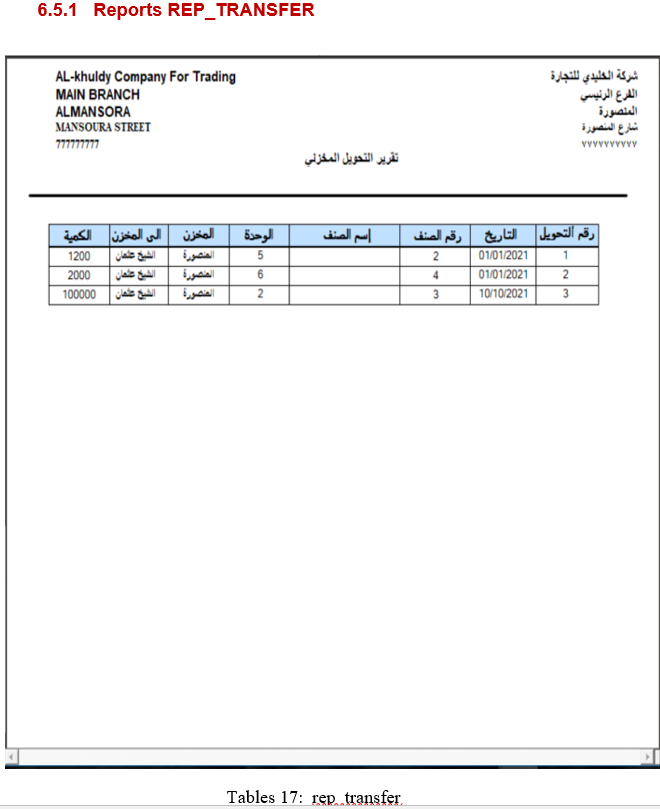 6.5.1 Reports REP_TRANSFER
AL-khuldy Company For Trading
MAIN BRANCH
ALMANSORA
MANSOURA STREET
777777777
شركة الخليدي للتجارة
الفرع الرئيسي
المنصورة
شارع المنصورة
٧٧٧٧٧٧٧٧٧
تقرير التحويل المخزني
رقم ألتحويل التاريخ رقم الصنف إسم الصنف الوحدة المخزن الى المخزن الكمية
1 01/01/2021 2 5 المنصورة الشيخ عثمان 1200
2 01/01/2021 4 6 المنصورة الشيخ عثمان 2000
3 10/10/2021 3 2 المنصورة الشيخ عثمان 100000
Tables 17: rep_transfer